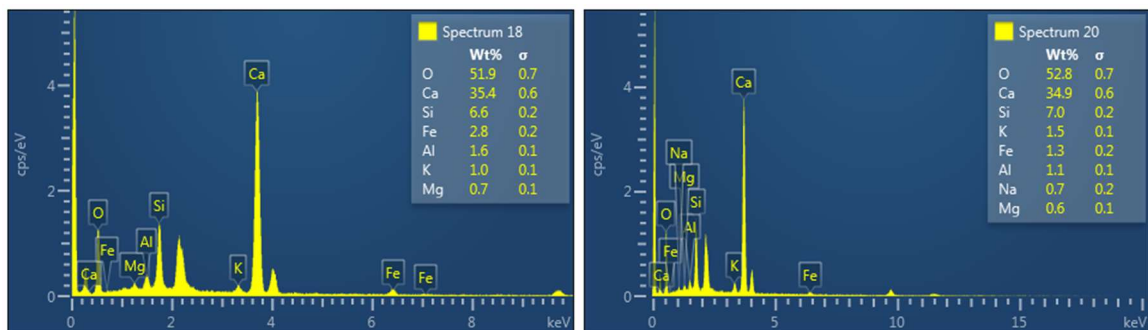 Spectrum 18
Wt% σ
O 51.9 0.7
Ca 35.4 0.6
Si 6.6 0.2
Fe 2.8 0.2
Al 1.6 0.1
K 1.0 0.1
Mg 0.7 0.1
cps/eV
4
2
0
Ca
O
Fe
Ca
Mg
Al
Si
K
Fe
Fe
0 2 4 6 8 keV
Spectrum 20
Wt% σ
O 52.8 0.7
Ca 34.9 0.6
Si 7.0 0.2
K 1.5 0.1
Fe 1.3 0.2
Al 1.1 0.1
Na 0.7 0.2
Mg 0.6 0.1
cps/eV
4
2
0
Ca
Na
Mg
Si
O
Al
Fe
Ca
K
Fe
0 5 10 15 keV